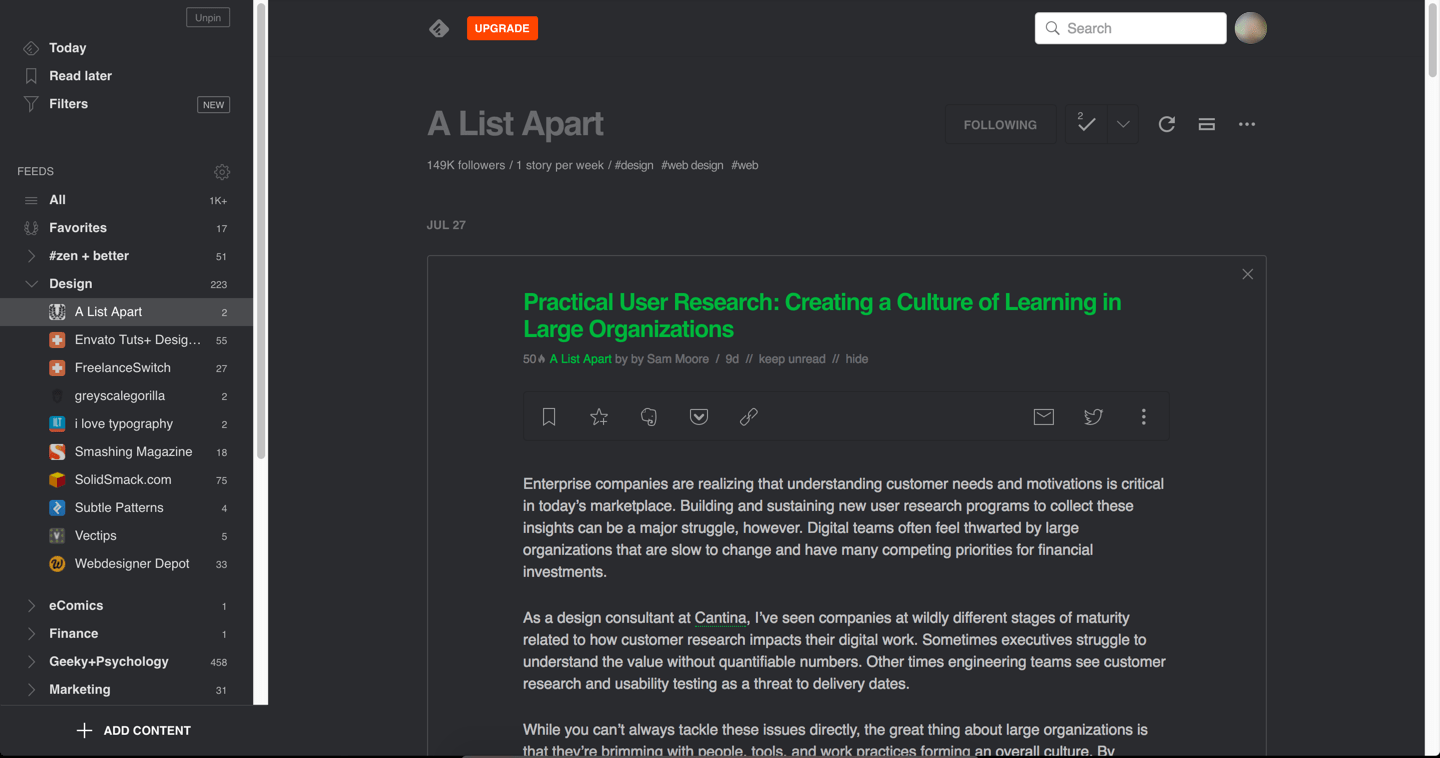 Unpin
Today
Read later
Filters NEW
FEEDS
All 1K+
Favorites 17
#zen + better 51
Design 223
A List Apart 2
Envato Tuts+ Desig... 55
FreelanceSwitch 27
greyscalegorilla 2
i love typography 2
Smashing Magazine 18
SolidSmack.com 75
Subtle Patterns 4
Vectips 5
Webdesigner Depot 33
eComics 1
Finance 1
Geeky+Psychology 458
Marketing 31
ADD CONTENT
UPGRADE
Search
A List Apart
FOLLOWING
2
149K followers / 1 story per week / #design #web design #web
JUL 27
Practical User Research: Creating a Culture of Learning in
Large Organizations
50 A List Apart by by Sam Moore / 9d // keep unread // hide
Enterprise companies are realizing that understanding customer needs and motivations is critical
in today’s marketplace. Building and sustaining new user research programs to collect these
insights can be a major struggle, however. Digital teams often feel thwarted by large
organizations that are slow to change and have many competing priorities for financial
investments.
As a design consultant at Cantina, I’ve seen companies at wildly different stages of maturity
related to how customer research impacts their digital work. Sometimes executives struggle to
understand the value without quantifiable numbers. Other times engineering teams see customer
research and usability testing as a threat to delivery dates.
While you can’t always tackle these issues directly, the great thing about large organizations is
that they’re brimming with people, tools, and work practices forming an overall culture. By